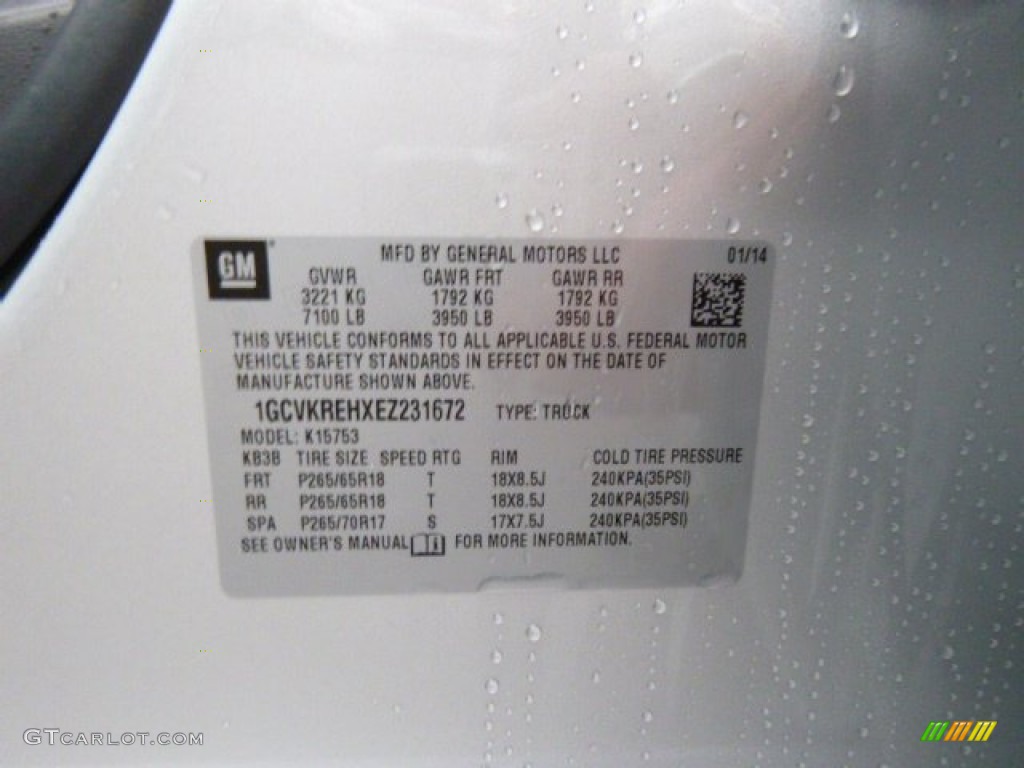 GM
MFD BY GENERAL MOTORS LLC 01/14
GVWR GAWR FRT GAWR RR
3221 KG 1792 KG 1792 KG
7100 LB 3950 LB 3950 LB
THIS VEHICLE CONFORMS TO ALL APPLICABLE U.S. FEDERAL MOTOR
VEHICLE SAFETY STANDARDS IN EFFECT ON THE DATE OF
MANUFACTURE SHOWN ABOVE.
1GCVKREHXEZ231672 TYPE: TRUCK
MODEL: K15753
KB3B TIRE SIZE SPEED RTG RIM COLD TIRE PRESSURE
FRT P265/65R18 T 18X8.5J 240KPA(35PSI)
RR P265/65R18 T 18X8.5J 240KPA(35PSI)
SPA P265/70R17 S 17X7.5J 240KPA(35PSI)
SEE OWNER'S MANUAL FOR MORE INFORMATION.
GTCARLOT.COM